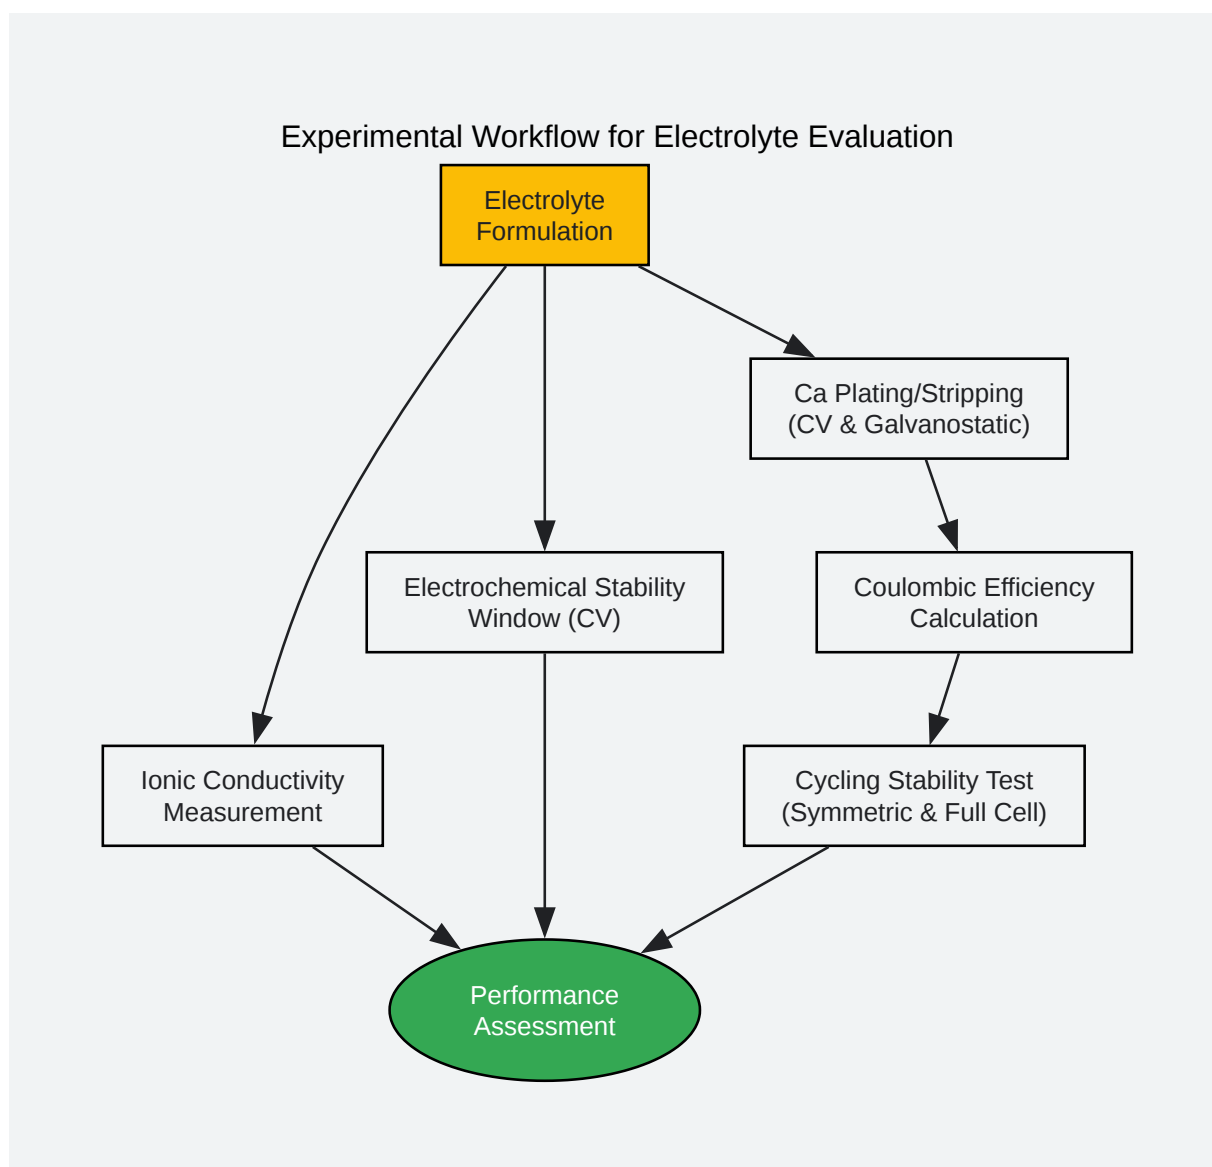 Experimental Workflow for Electrolyte Evaluation
Electrolyte
Formulation
Ca Plating/Stripping
(CV & Galvanostatic)
Electrochemical Stability
Window (CV)
Coulombic Efficiency
Calculation
Ionic Conductivity
Measurement
Cycling Stability Test
(Symmetric & Full Cell)
Performance
Assessment